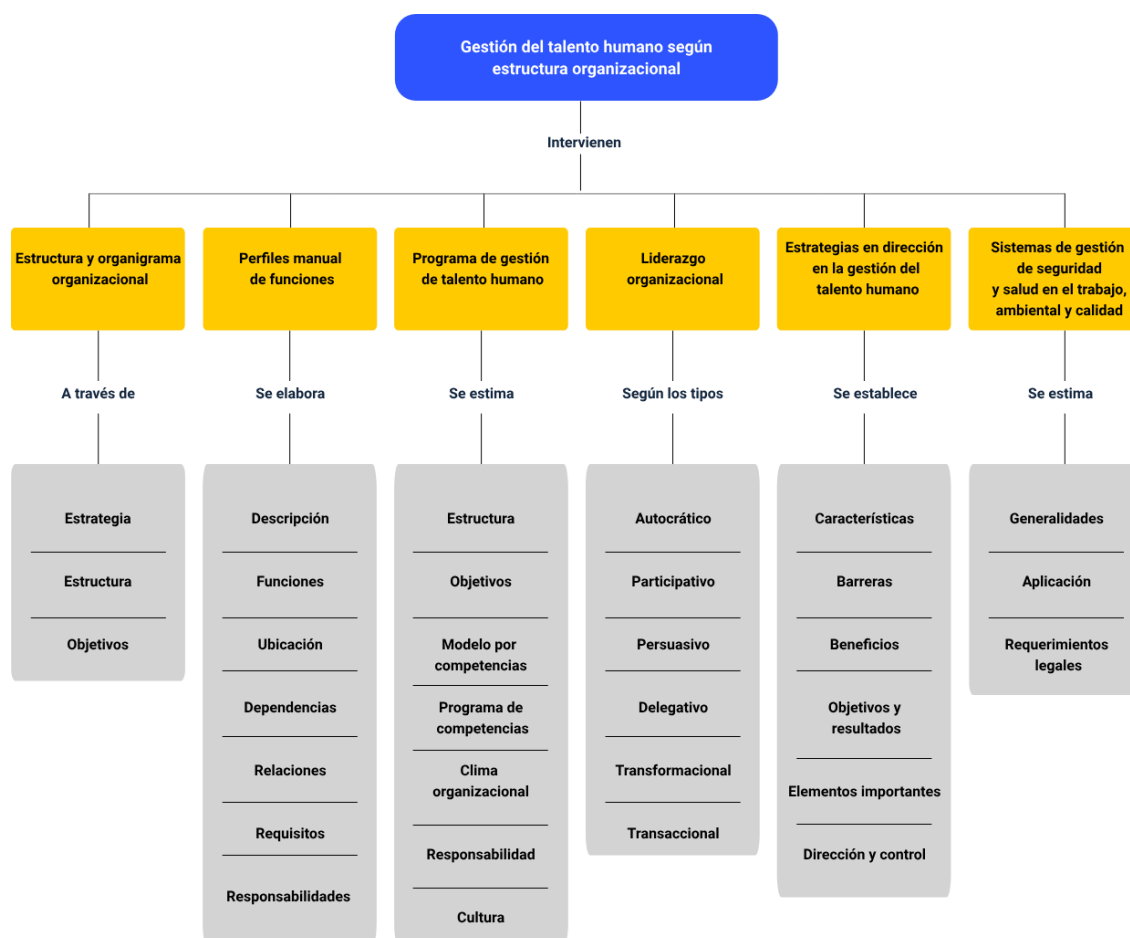 Gestión del talento humano según
estructura organizacional
Intervienen
Estructura y organigrama
organizacional
Perfiles manual
de funciones
Programa de gestión
de talento humano
Liderazgo
organizacional
Estrategias en dirección
en la gestión del
talento humano
Sistemas de gestión
de seguridad
y salud en el trabajo,
ambiental y calidad
A través de
Se elabora
Se estima
Según los tipos
Se establece
Se estima
Estrategia
Estructura
Objetivos
Descripción
Funciones
Ubicación
Dependencias
Relaciones
Requisitos
Responsabilidades
Estructura
Objetivos
Modelo por
competencias
Programa de
competencias
Clima
organizacional
Responsabilidad
Cultura
Autocrático
Participativo
Persuasivo
Delegativo
Transformacional
Transaccional
Características
Barreras
Beneficios
Objetivos y
resultados
Elementos importantes
Dirección y control
Generalidades
Aplicación
Requerimientos
legales